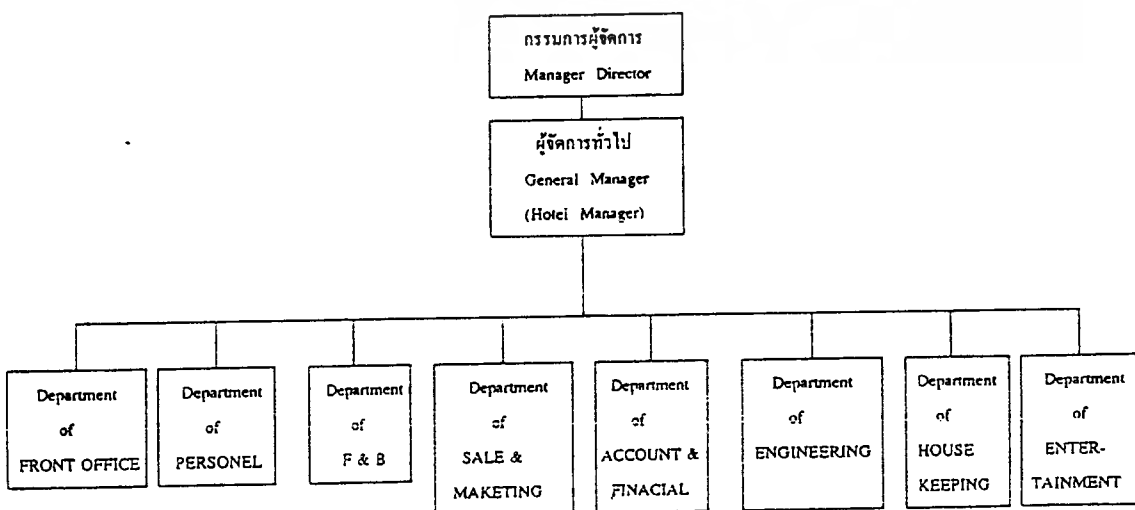 กรรมการผู้จัดการ
Manager Director
ผู้จัดการทั่วไป
General Manager
(Hotel Manager)
Department
of
FRONT OFFICE
Department
of
PERSONEL
Department
of
F & B
Department
of
SALE &
MAKETING
Department
of
ACCOUNT &
FINACIAL
Department
of
ENGINEERING
Department
of
HOUSE
KEEPING
Department
of
ENTER-
TAINMENT